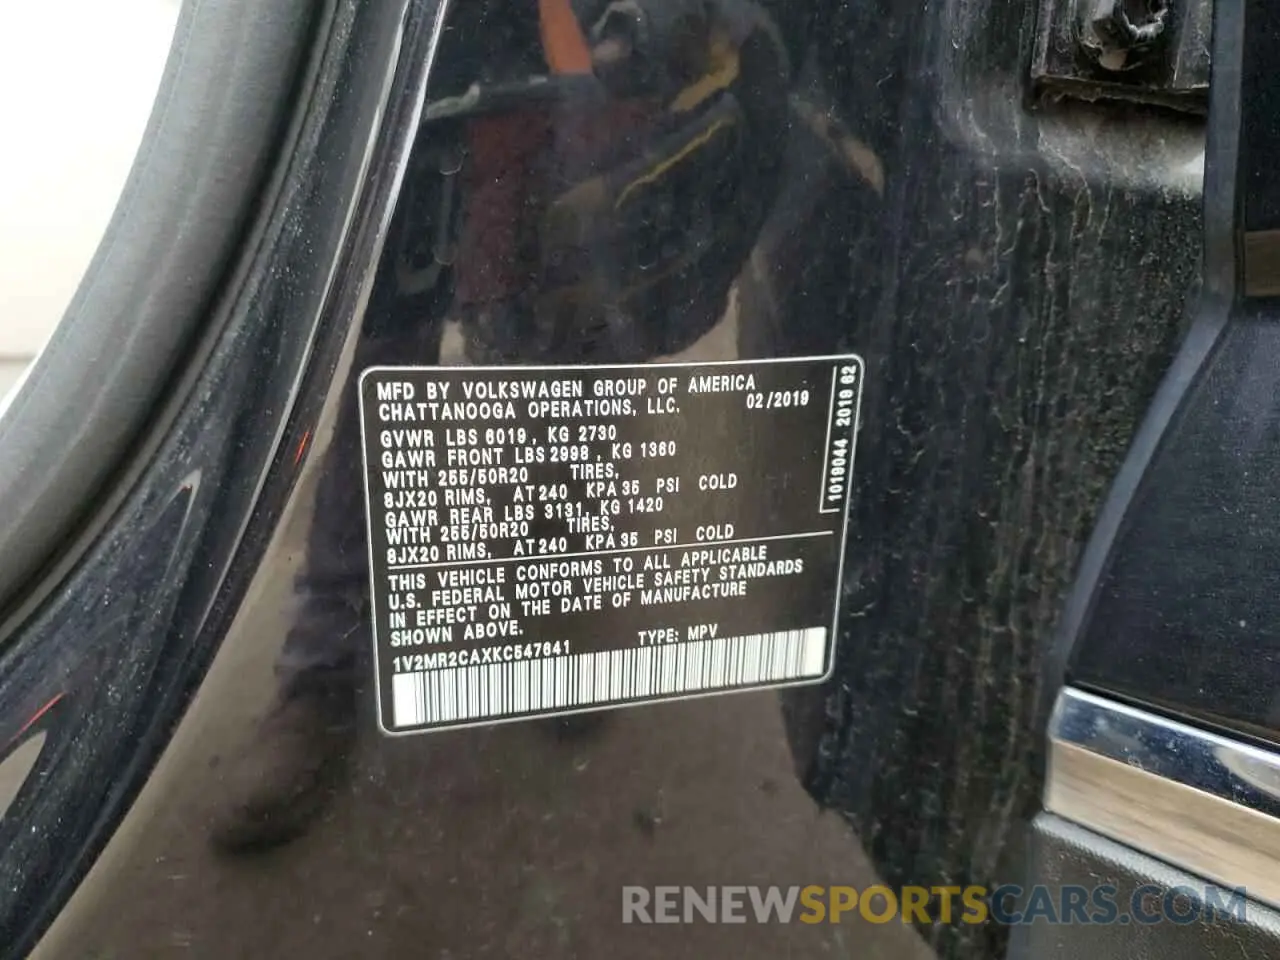 MFD BY VOLKSWAGEN GROUP OF AMERICA
CHATTANOOGA OPERATIONS, LLC. 02/2019
GVWR LBS 6019, KG 2730
GAWR FRONT LBS 2998, KG 1360
WITH 255/50R20 TIRES,
8JX20 RIMS, AT 240 KPA 35 PSI COLD
GAWR REAR LBS 3131, KG 1420
WITH 255/50R20 TIRES,
8JX20 RIMS, AT 240 KPA 35 PSI COLD
THIS VEHICLE CONFORMS TO ALL APPLICABLE
U.S. FEDERAL MOTOR VEHICLE SAFETY STANDARDS
IN EFFECT ON THE DATE OF MANUFACTURE
SHOWN ABOVE. TYPE: MPV
1V2MR2CAXKC547641
1019044 2019 62
RENEWSPORTSCARS.COM